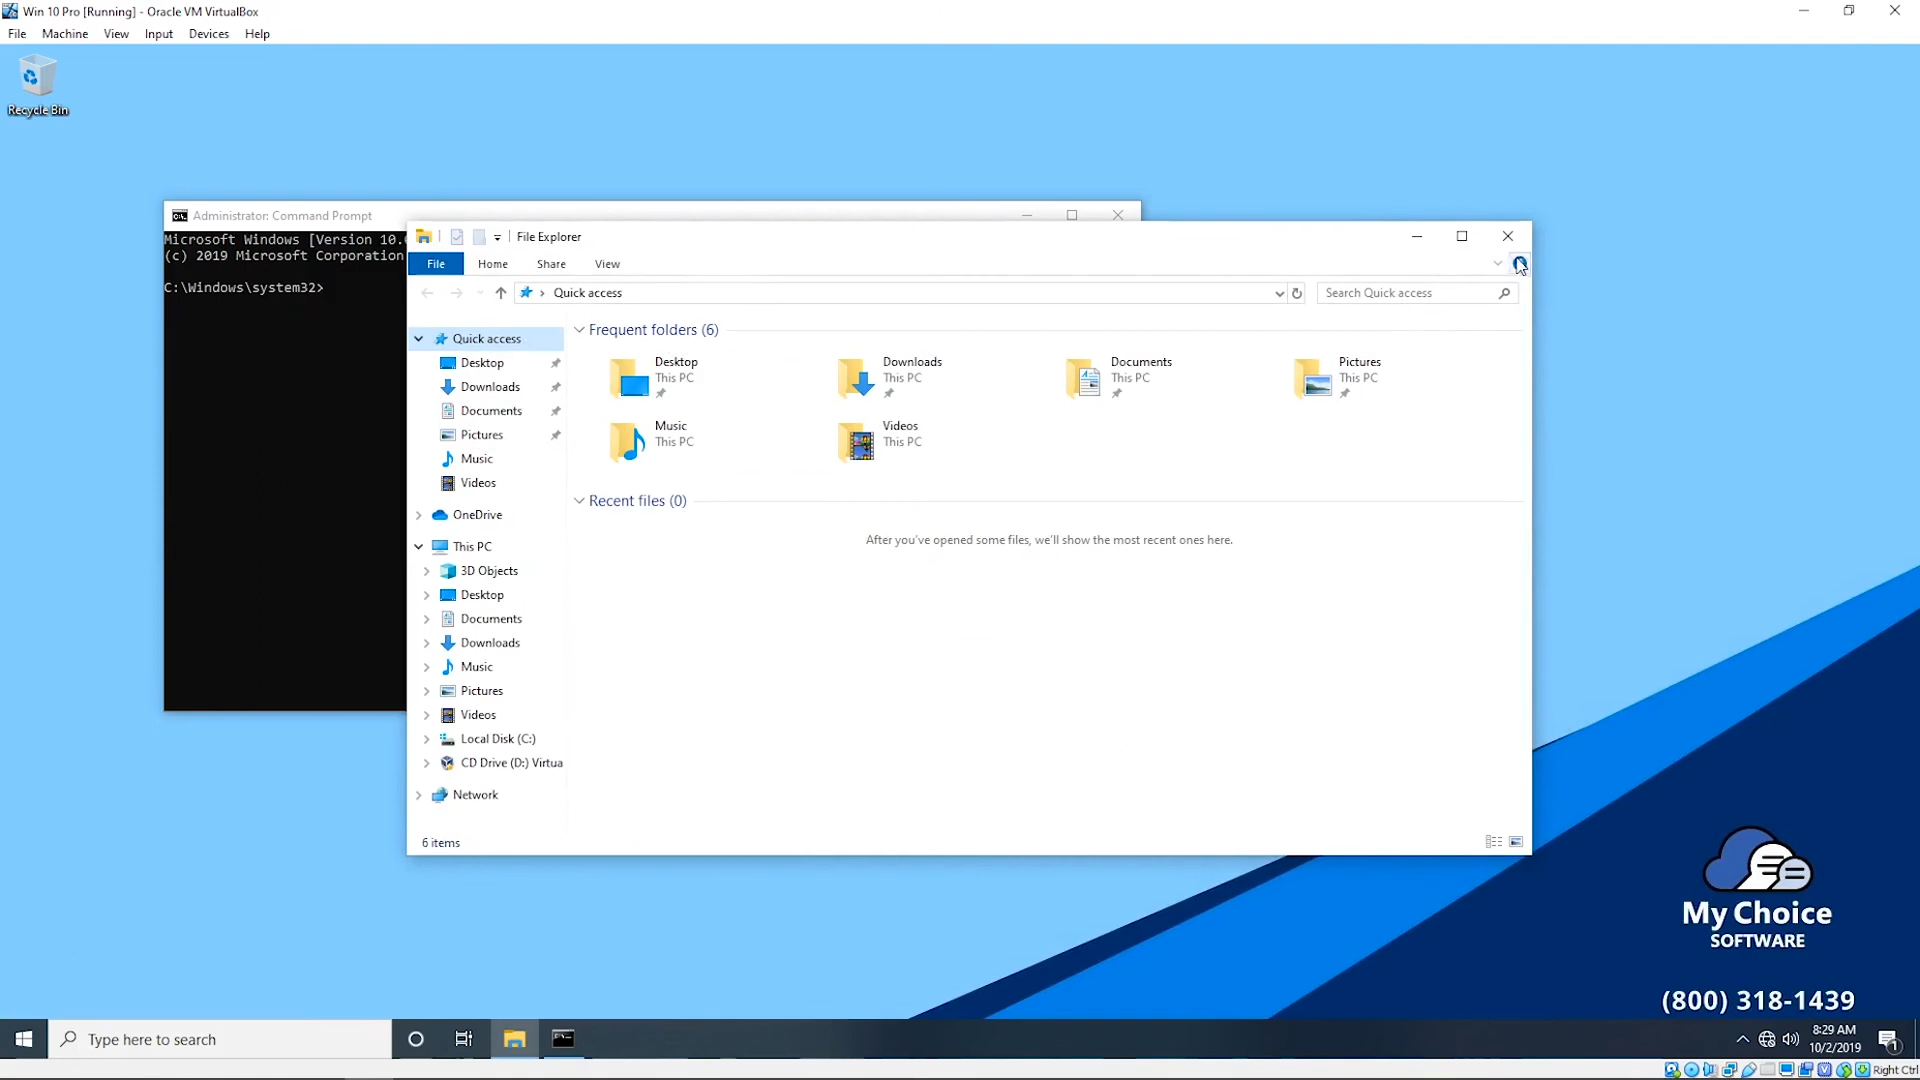 Win 10 Pro [Running] - Oracle VM VirtualBox
File Machine View Input Devices Help
Recycle Bin
Administrator: Command Prompt
Microsoft Windows [Version 10.
(c) 2019 Microsoft Corporation
C:\Windows\system32>
File Explorer
File Home Share View
Quick access
Search Quick access
Quick access
Desktop
Downloads
Documents
Pictures
Music
Videos
OneDrive
This PC
3D Objects
Desktop
Documents
Downloads
Music
Pictures
Videos
Local Disk (C:)
CD Drive (D:) Virtua
Network
Frequent folders (6)
Desktop
This PC
Downloads
This PC
Documents
This PC
Pictures
This PC
Music
This PC
Videos
This PC
Recent files (0)
After you've opened some files, we'll show the most recent ones here.
6 items
My Choice
SOFTWARE
(800) 318-1439
Type here to search
8:29 AM
10/2/2019
1
Right Ctrl